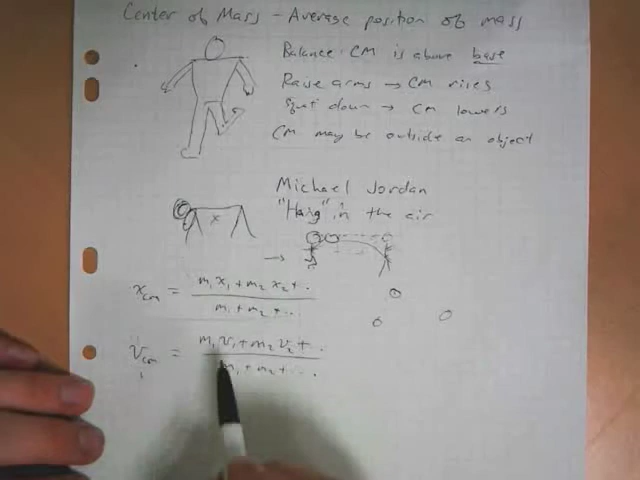 Center of Mass - Average position of mass
Balance: CM is above base
Raise arms → CM rises
Squat down → CM lowers
CM may be outside an object
Michael Jordan
"Hang" in the air
x
→
x_cm = (m₁x₁ + m₂x₂ + ..) / (m₁ + m₂ + ..)
v_cm = (m₁v₁ + m₂v₂ + ..) / (m₁ + m₂ + ...)